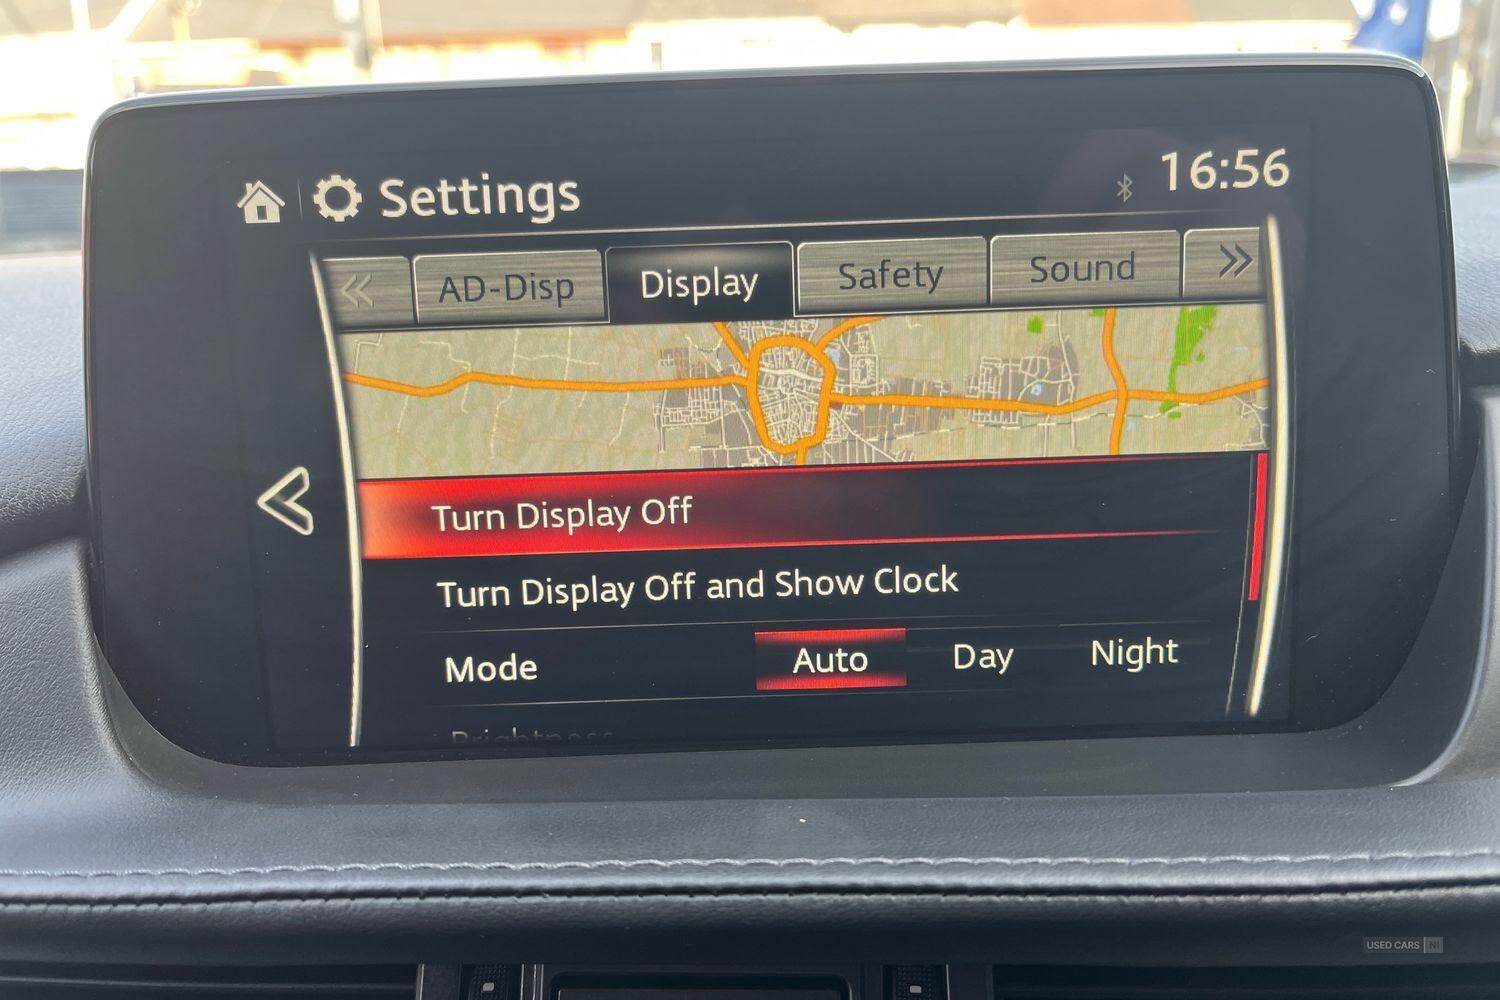 Settings
16:56
AD-Disp Display Safety Sound
Turn Display Off
Turn Display Off and Show Clock
Mode Auto Day Night
Brightness
USED CARS NI